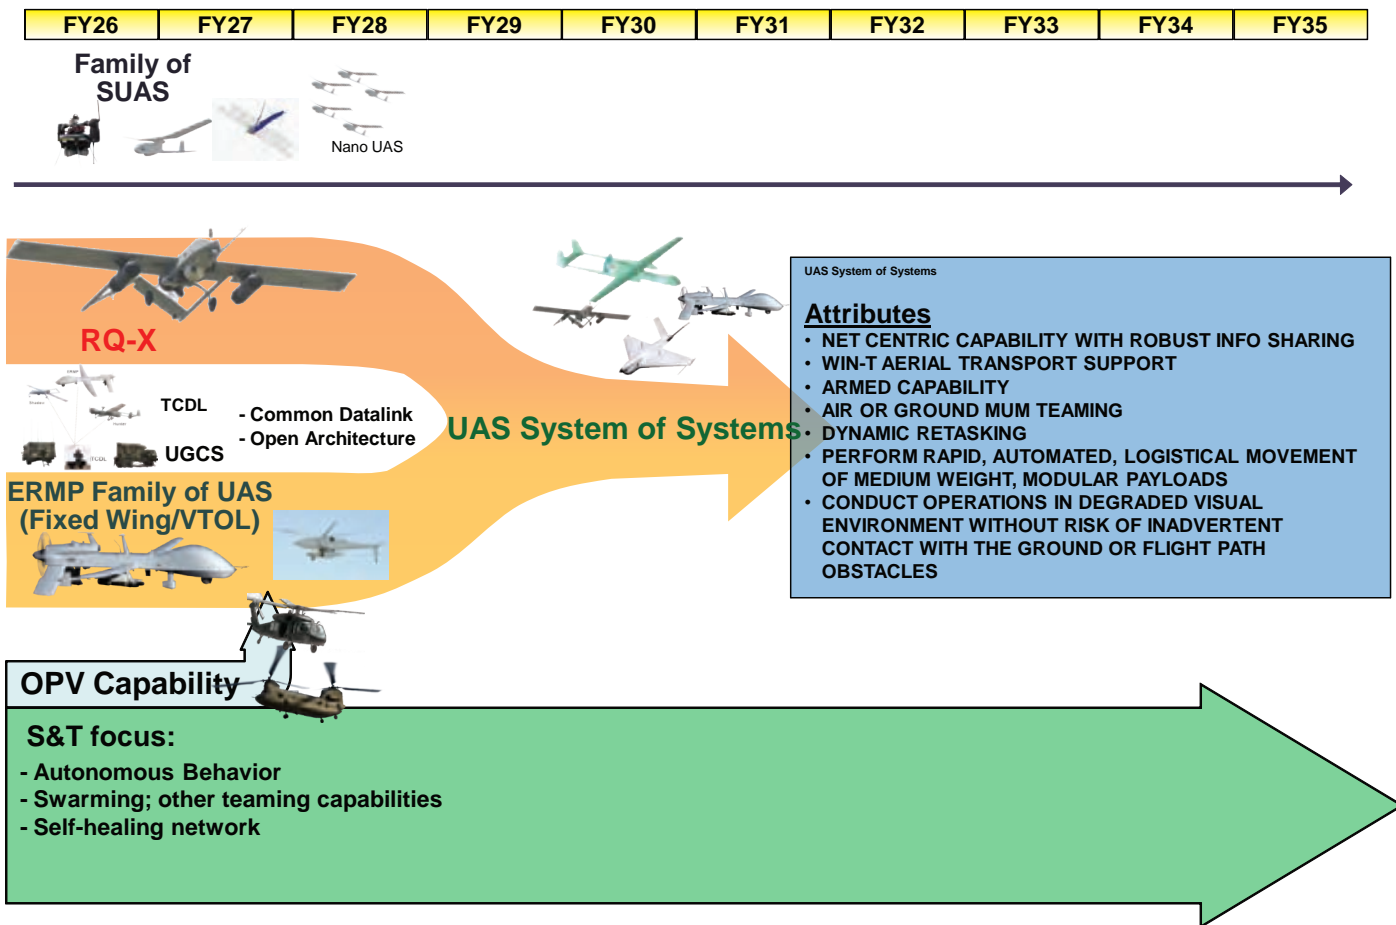 FY26 FY27 FY28 FY29 FY30 FY31 FY32 FY33 FY34 FY35
Family of
SUAS
Nano UAS
RQ-X
TCDL
UGCS
TCDL
- Common Datalink
- Open Architecture
UAS System of Systems
ERMP Family of UAS
(Fixed Wing/VTOL)
UAS System of Systems
Attributes
• NET CENTRIC CAPABILITY WITH ROBUST INFO SHARING
• WIN-T AERIAL TRANSPORT SUPPORT
• ARMED CAPABILITY
• AIR OR GROUND MUM TEAMING
• DYNAMIC RETASKING
• PERFORM RAPID, AUTOMATED, LOGISTICAL MOVEMENT
OF MEDIUM WEIGHT, MODULAR PAYLOADS
• CONDUCT OPERATIONS IN DEGRADED VISUAL
ENVIRONMENT WITHOUT RISK OF INADVERTENT
CONTACT WITH THE GROUND OR FLIGHT PATH
OBSTACLES
OPV Capability
S&T focus:
- Autonomous Behavior
- Swarming; other teaming capabilities
- Self-healing network